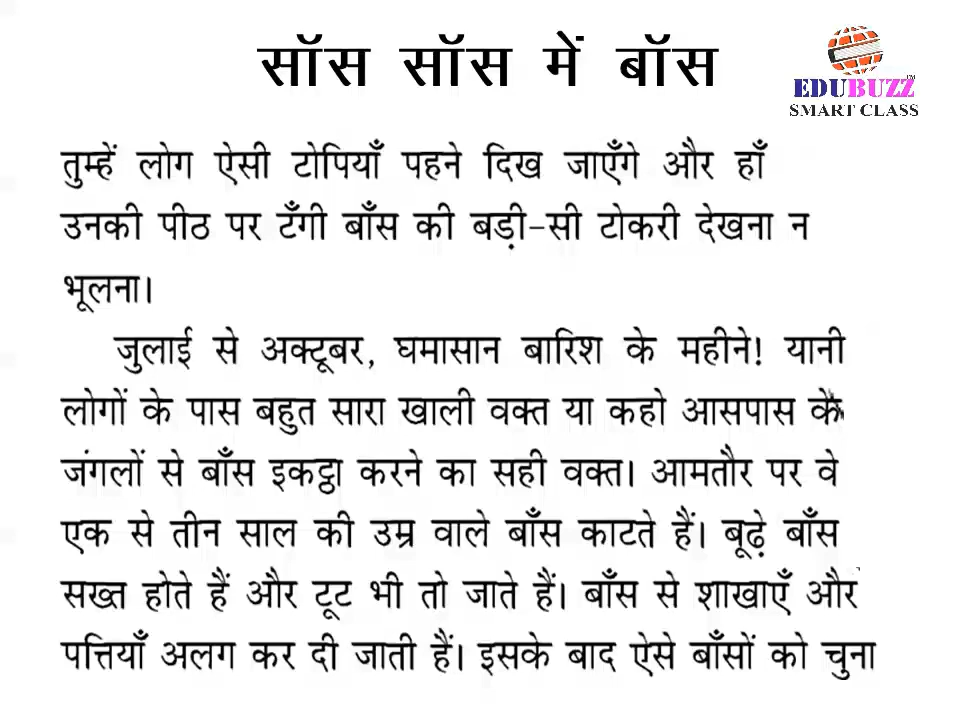 सॉस सॉस में बॉस
EDUBUZZ™
SMART CLASS
तुम्हें लोग ऐसी टोपियाँ पहने दिख जाएँगे और हाँ
उनकी पीठ पर टँगी बाँस की बड़ी-सी टोकरी देखना न
भूलना।
जुलाई से अक्टूबर, घमासान बारिश के महीने! यानी
लोगों के पास बहुत सारा खाली वक्त या कहो आसपास के
जंगलों से बाँस इकट्ठा करने का सही वक्त। आमतौर पर वे
एक से तीन साल की उम्र वाले बाँस काटते हैं। बूढ़े बाँस
सख्त होते हैं और टूट भी तो जाते हैं। बाँस से शाखाएँ और
पत्तियाँ अलग कर दी जाती हैं। इसके बाद ऐसे बाँसों को चुना